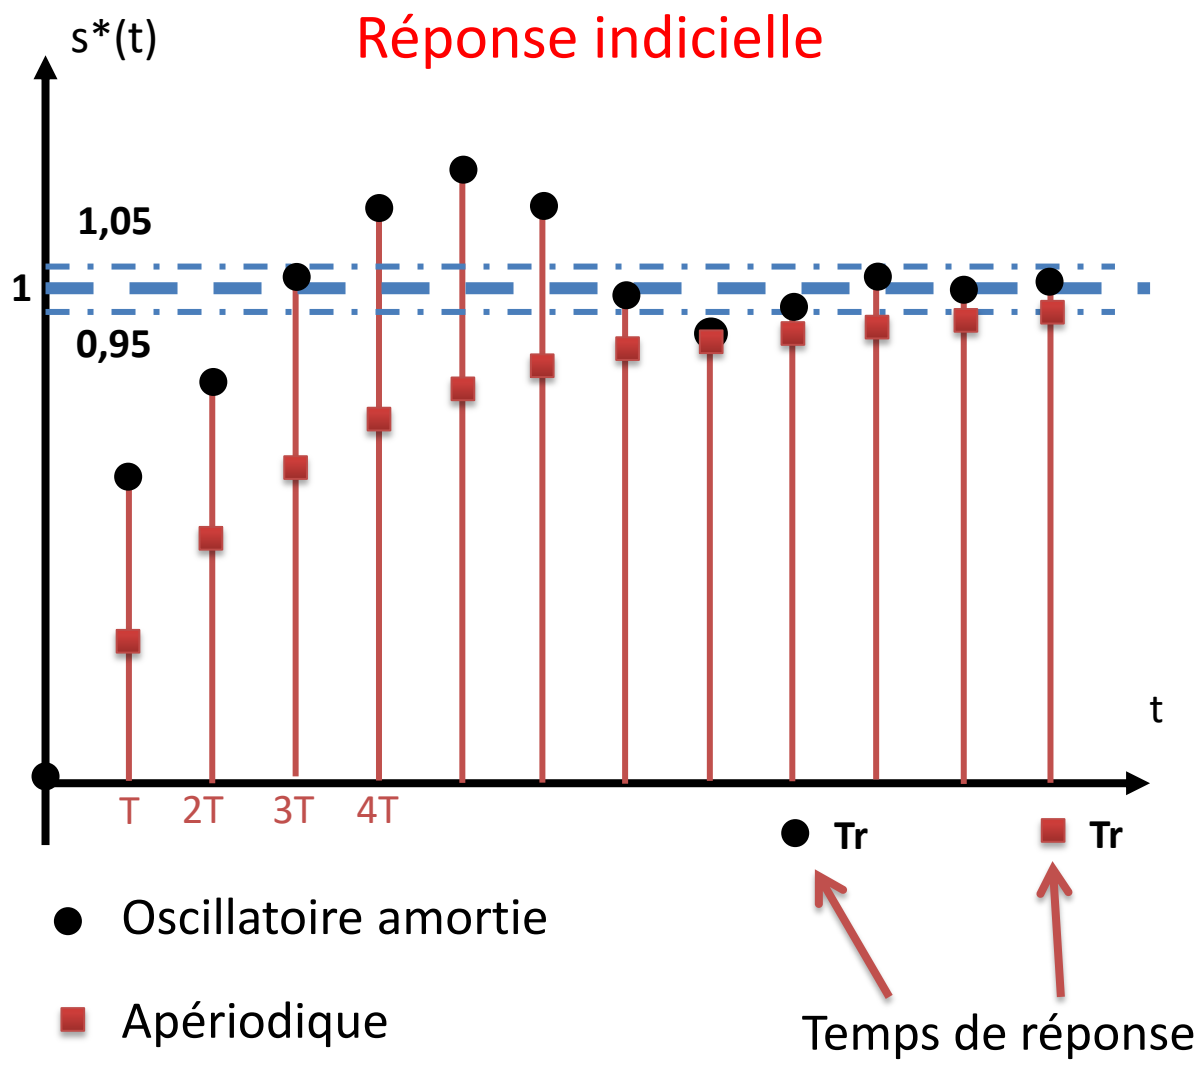 Réponse indicielle
s*(t)
1,05
1
0,95
t
T 2T 3T 4T
Tr Tr
Oscillatoire amortie
Apériodique
Temps de réponse